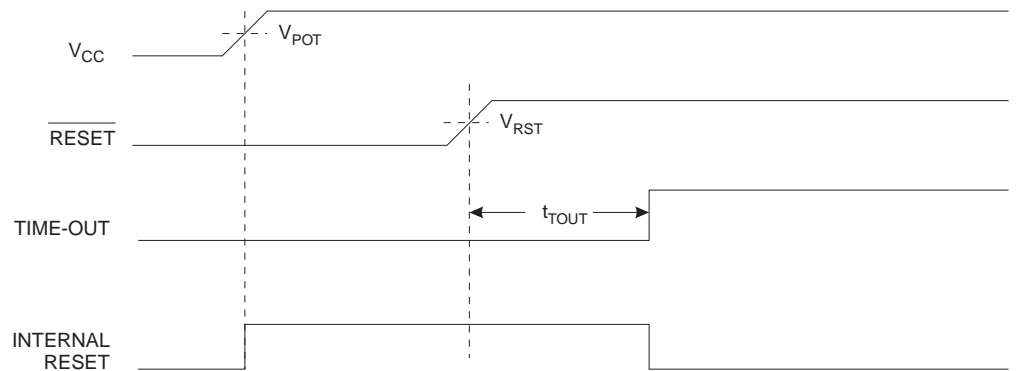 VCC
VPOT
RESET
VRST
TIME-OUT
tTOUT
INTERNAL
RESET